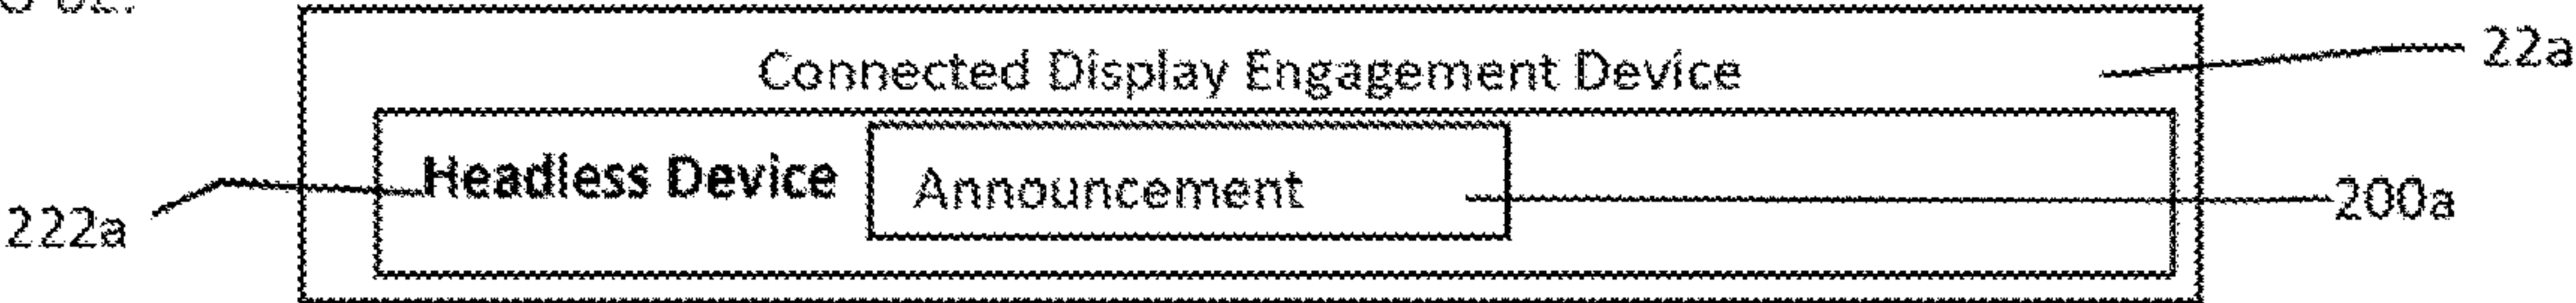 Connected Display Engagement Device
22a
Headless Device
Announcement
222a
200a